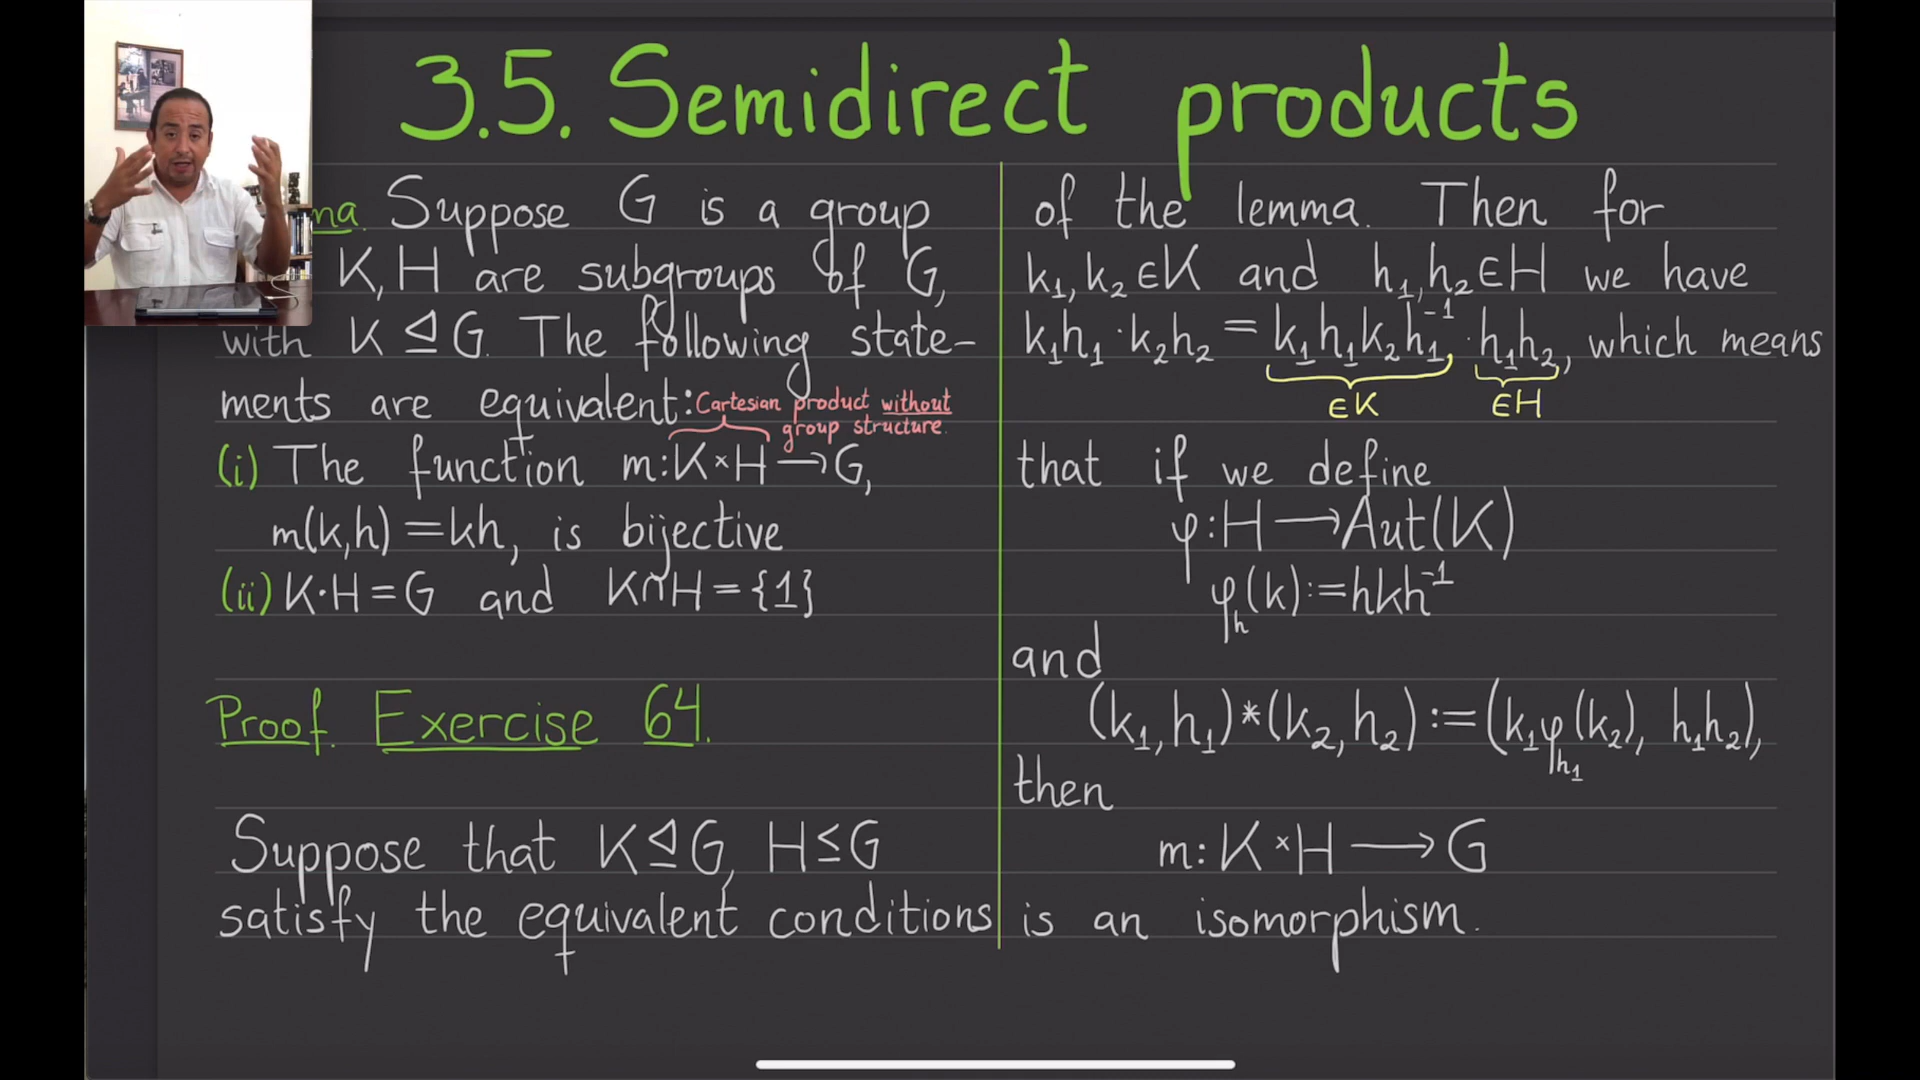 3.5. Semidirect products
ma. Suppose G is a group
K, H are subgroups of G,
with K ⊴ G. The following state-
ments are equivalent:
Cartesian product without
group structure.
(i) The function m: K × H → G,
m(k,h) = kh, is bijective
(ii) K·H = G and K∩H = {1}
Proof. Exercise 64.
Suppose that K ⊴ G, H ≤ G
satisfy the equivalent conditions
of the lemma. Then for
k₁, k₂ ∈ K and h₁, h₂ ∈ H we have
k₁h₁·k₂h₂ = k₁h₁k₂h₁⁻¹·h₁h₂, which means
∈K ∈H
that if we define
φ: H → Aut(K)
φ_h(k) := hkh⁻¹
and
(k₁, h₁) * (k₂, h₂) := (k₁φ_h₁(k₂), h₁h₂),
then
m: K × H → G
is an isomorphism.